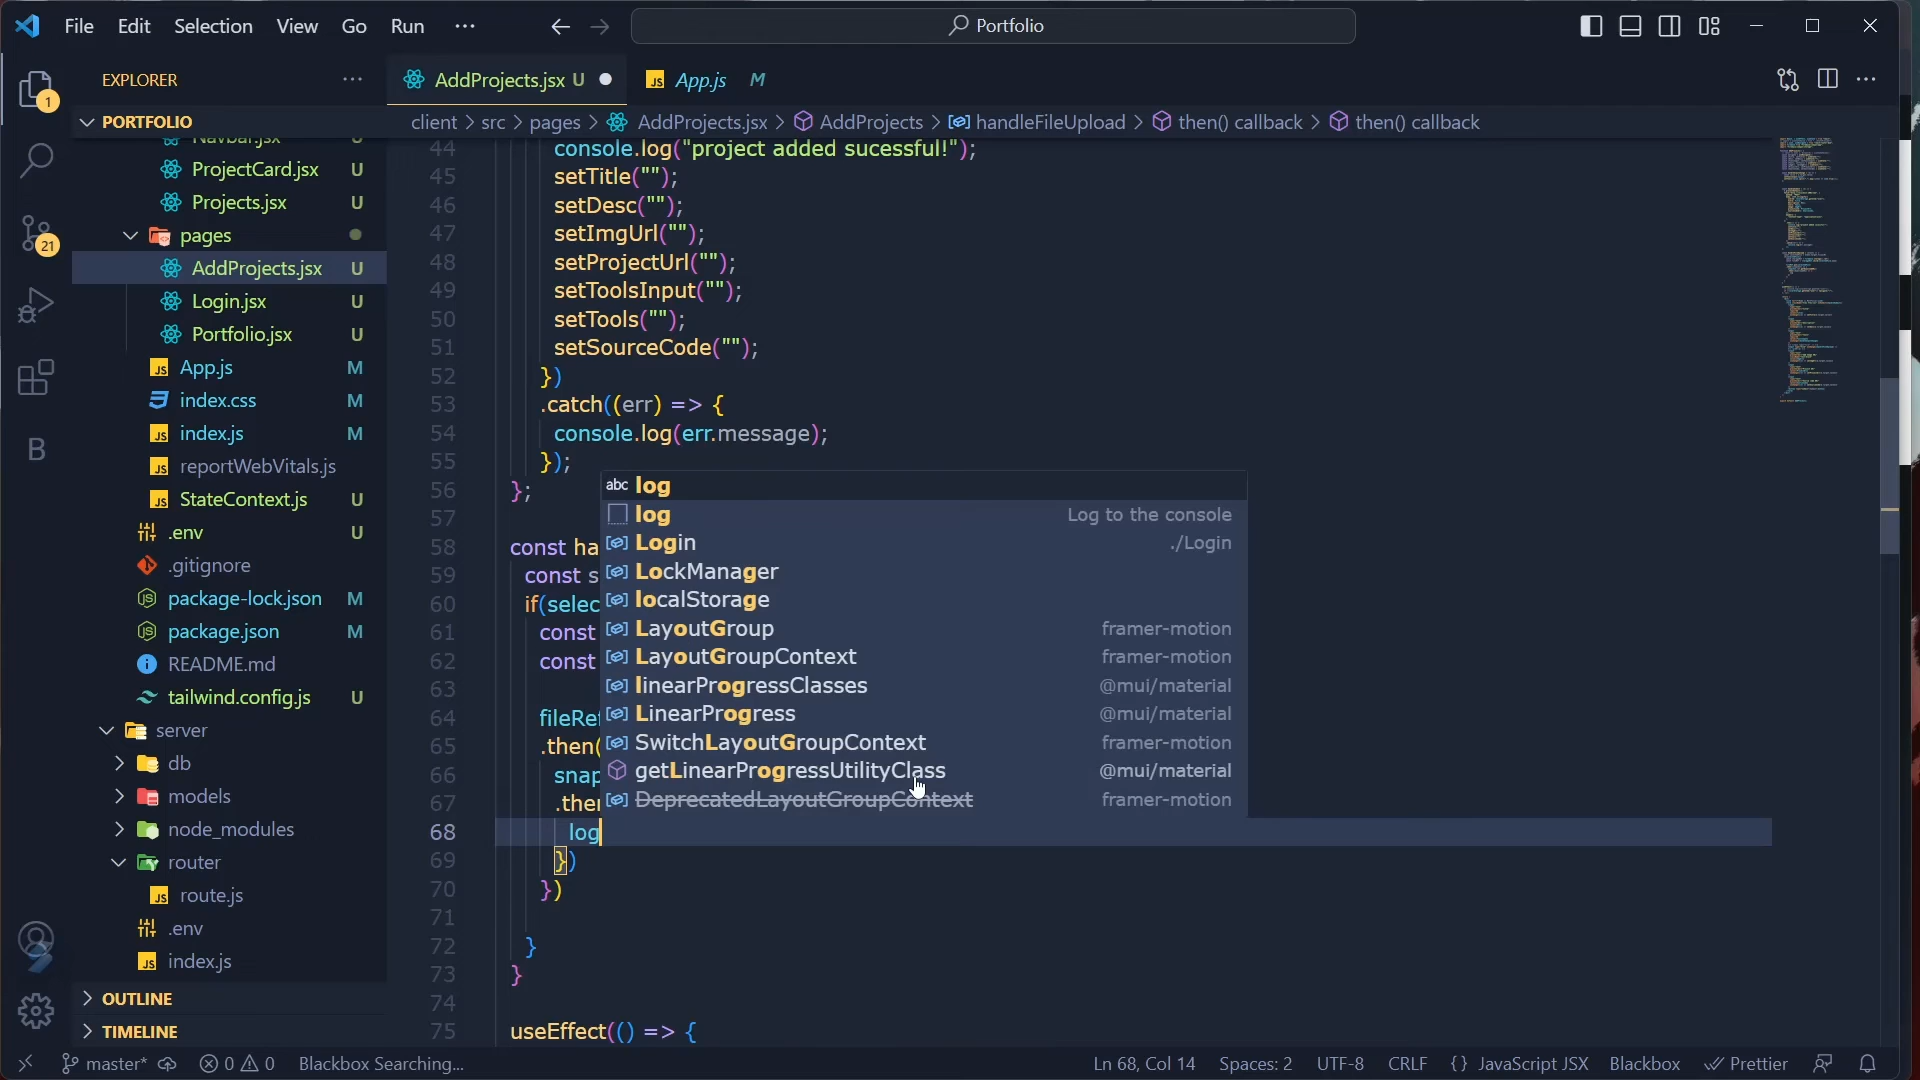 File Edit Selection View Go Run ··· Portfolio
EXPLORER ··· AddProjects.jsx U App.js M ···
1
PORTFOLIO client > src > pages > AddProjects.jsx > AddProjects > handleFileUpload > then() callback > then() callback
Navbar.jsx U
ProjectCard.jsx U
Projects.jsx U
pages
21
AddProjects.jsx U
Login.jsx U
Portfolio.jsx U
App.js M
index.css M
index.js M
B
reportWebVitals.js
StateContext.js U
.env U
.gitignore
package-lock.json M
package.json M
README.md
tailwind.config.js U
server
db
models
node_modules
router
route.js
.env
index.js
OUTLINE
TIMELINE
44 console.log("project added sucessful!");
45 setTitle("");
46 setDesc("");
47 setImgUrl("");
48 setProjectUrl("");
49 setToolsInput("");
50 setTools("");
51 setSourceCode("");
52 })
53 .catch((err) => {
54 console.log(err.message);
55 });
56 };
57
58 const ha
59 const s
60 if(selec
61 const
62 const
63
64 fileRef
65 .then(
66 snap
67 .then
68 log
69 })
70 })
71
72 }
73 }
74
75 useEffect(() => {
abc log
log Log to the console
Login ./Login
LockManager
localStorage
LayoutGroup framer-motion
LayoutGroupContext framer-motion
linearProgressClasses @mui/material
LinearProgress @mui/material
SwitchLayoutGroupContext framer-motion
getLinearProgressUtilityClass @mui/material
DeprecatedLayoutGroupContext framer-motion
master* 0 0 Blackbox Searching... Ln 68, Col 14 Spaces: 2 UTF-8 CRLF {} JavaScript JSX Blackbox Prettier